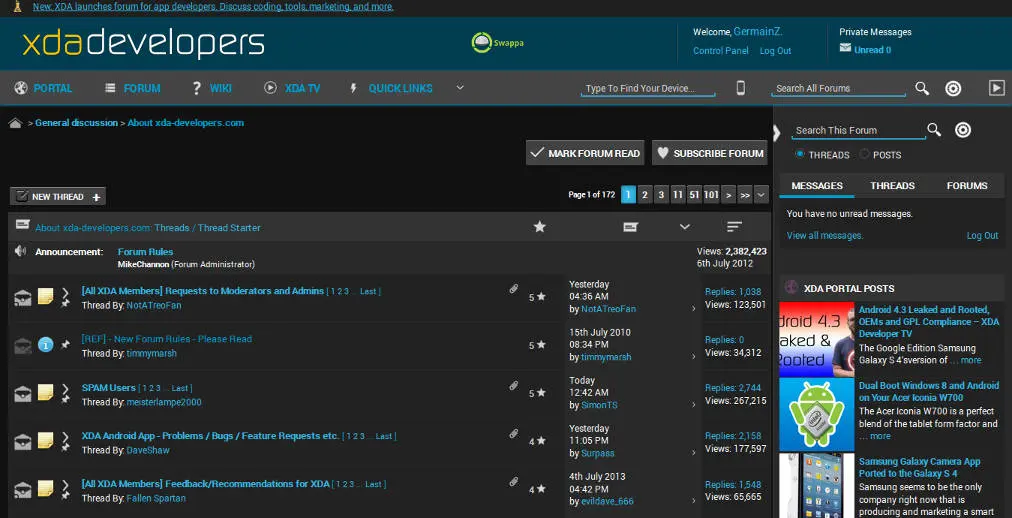 New. XDA launches forum for app developers. Discuss coding, tools, marketing, and more.
xdadevelopers
Swappa
Welcome, GermainZ.
Control Panel Log Out
Private Messages
Unread 0
PORTAL FORUM ? WIKI XDA TV QUICK LINKS
Type To Find Your Device...
Search All Forums
> General discussion > About xda-developers.com
MARK FORUM READ SUBSCRIBE FORUM
NEW THREAD +
Page 1 of 172 1 2 3 11 51 101 > >>
About xda-developers.com: Threads / Thread Starter
Announcement: Forum Rules
MikeChannon (Forum Administrator)
Views: 2,382,423
6th July 2012
[All XDA Members] Requests to Moderators and Admins [ 1 2 3 ... Last ]
Thread By: NotATreoFan
5
Yesterday
04:36 AM
by NotATreoFan
Replies: 1,038
Views: 123,501
[REF] - New Forum Rules - Please Read
Thread By: timmymarsh
5
15th July 2010
08:34 PM
by timmymarsh
Replies: 0
Views: 34,312
SPAM Users [ 1 2 3 ... Last ]
Thread By: meisterlampe2000
5
Today
12:42 AM
by SimonTS
Replies: 2,744
Views: 267,215
XDA Android App - Problems / Bugs / Feature Requests etc. [ 1 2 3 ... Last ]
Thread By: DaveShaw
4
Yesterday
11:05 PM
by Surpass
Replies: 2,158
Views: 177,597
[All XDA Members] Feedback/Recommendations for XDA [ 1 2 3 ... Last ]
Thread By: Fallen Spartan
4
4th July 2013
04:42 PM
by evildave_666
Replies: 1,548
Views: 65,665
Search This Forum
THREADS POSTS
MESSAGES THREADS FORUMS
You have no unread messages.
View all messages. Log Out
XDA PORTAL POSTS
Android 4.3 Leaked and Rooted,
OEMs and GPL Compliance – XDA
Developer TV
The Google Edition Samsung
Galaxy S 4'sversion of ... more
droid 4.3
aked &
ooted
Dual Boot Windows 8 and Android
on Your Acer Iconia W700
The Acer Iconia W700 is a perfect
blend of the tablet form factor and
... more
Samsung Galaxy Camera App
Ported to the Galaxy S 4
Samsung seems to be the only
company right now that is
producing and marketing a smart